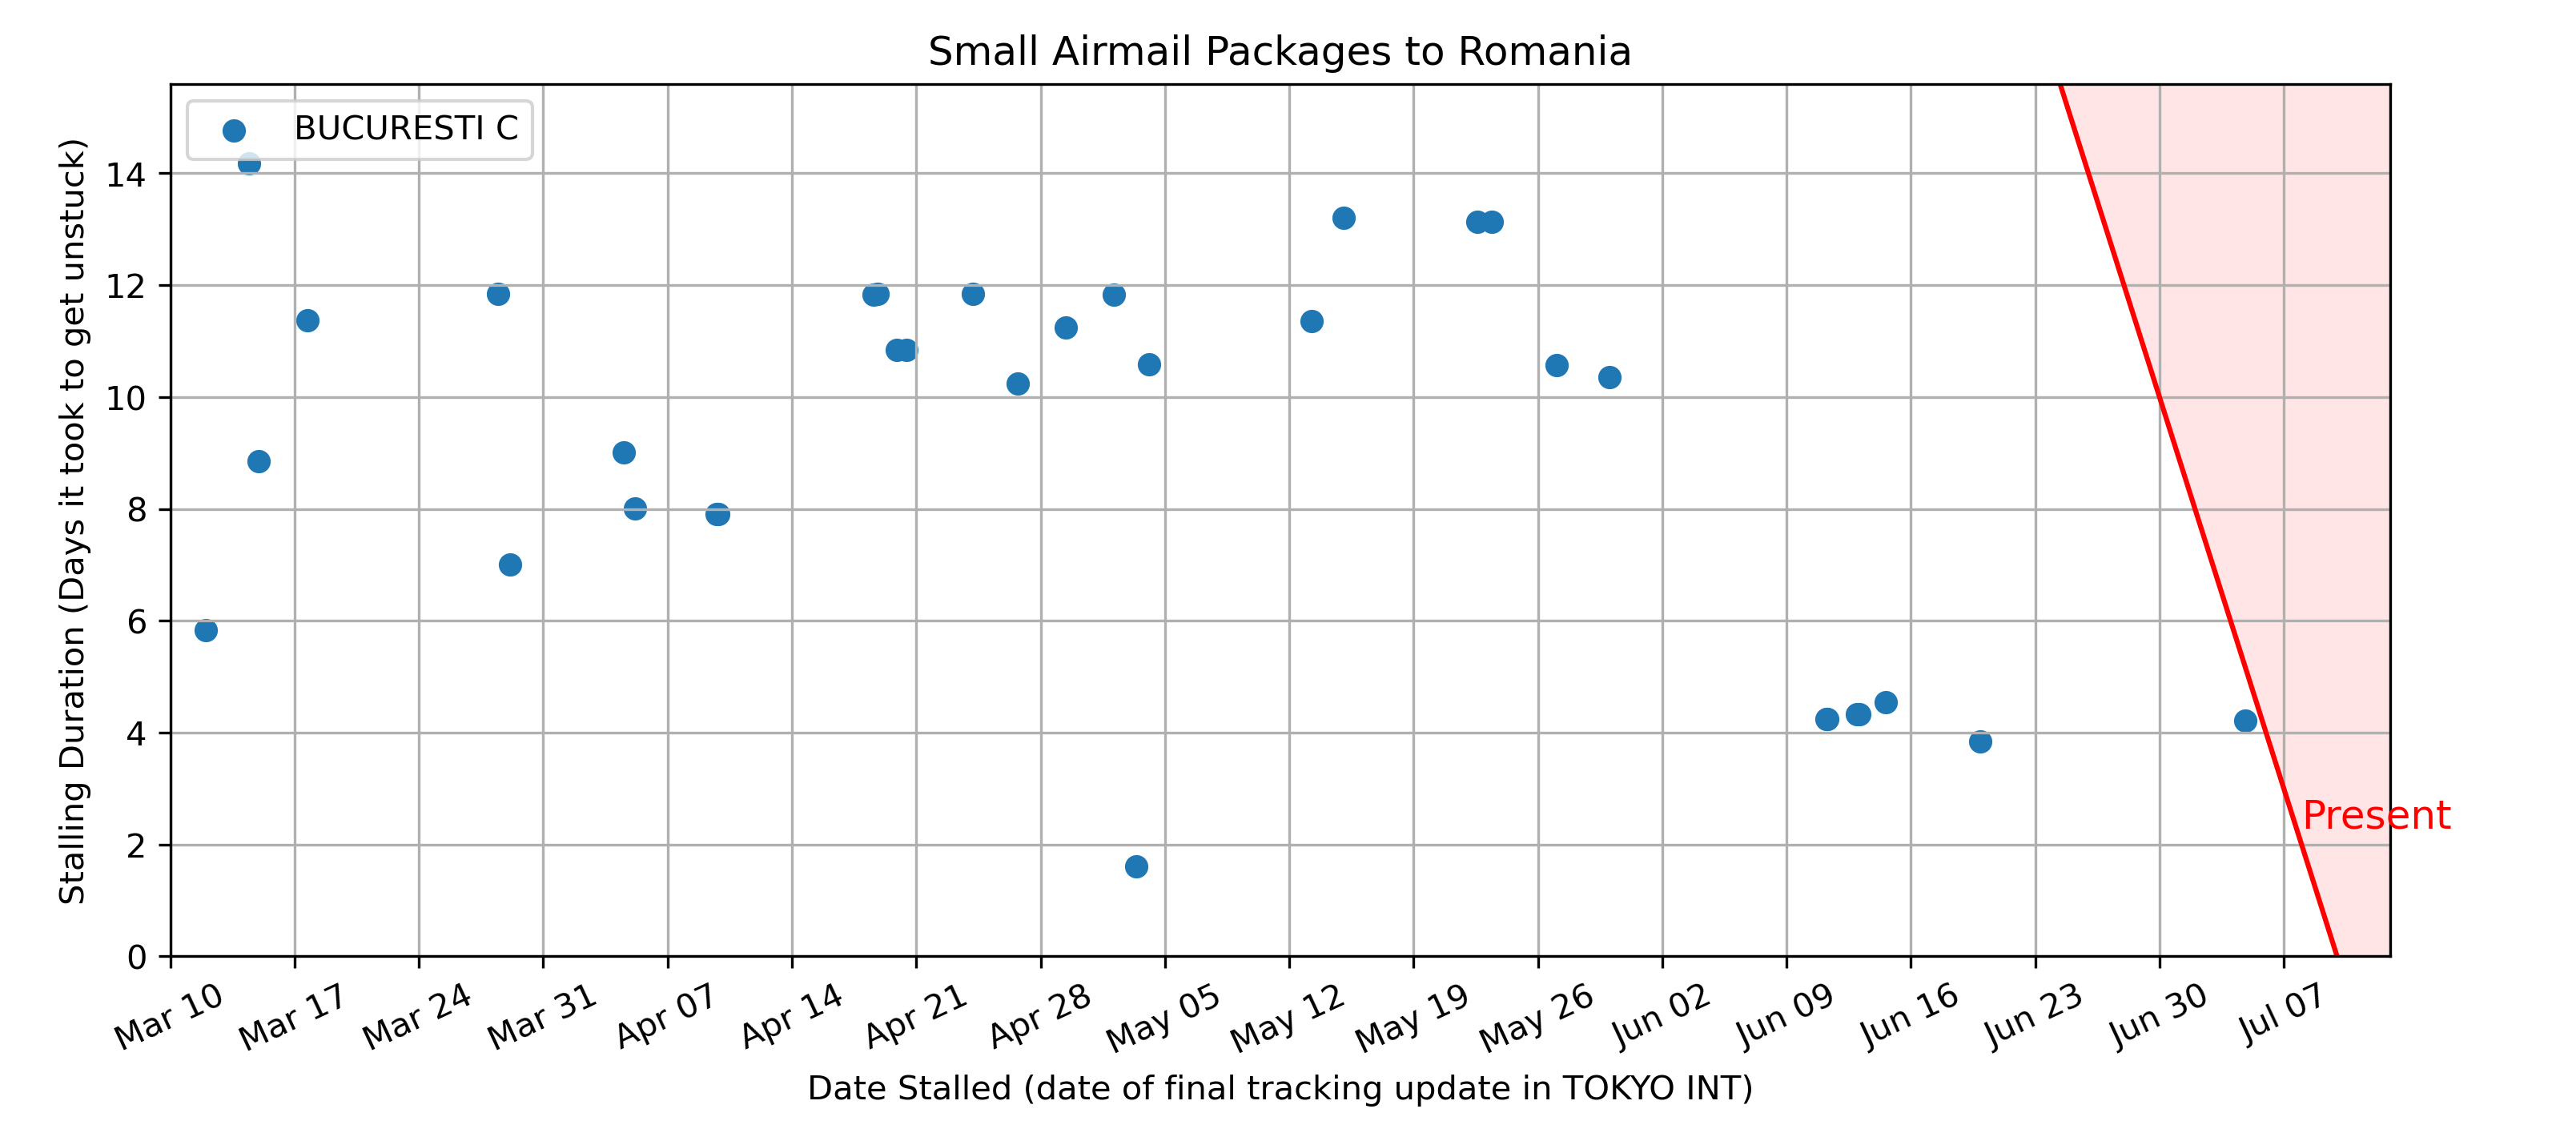 Small Airmail Packages to Romania
BUCURESTI C
Stalling Duration (Days it took to get unstuck)
14
12
10
8
6
4
2
0
Present
Mar 10
Mar 17
Mar 24
Mar 31
Apr 07
Apr 14
Apr 21
Apr 28
May 05
May 12
May 19
May 26
Jun 02
Jun 09
Jun 16
Jun 23
Jun 30
Jul 07
Date Stalled (date of final tracking update in TOKYO INT)